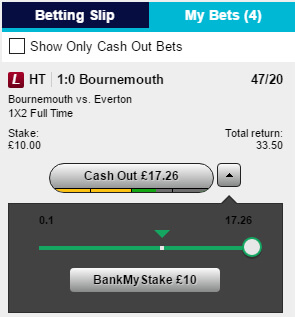 Betting Slip My Bets (4)
Show Only Cash Out Bets
L HT 1:0 Bournemouth 47/20
Bournemouth vs. Everton
1X2 Full Time
Stake: Total return:
£10.00 33.50
Cash Out £17.26
0.1 17.26
BankMyStake £10